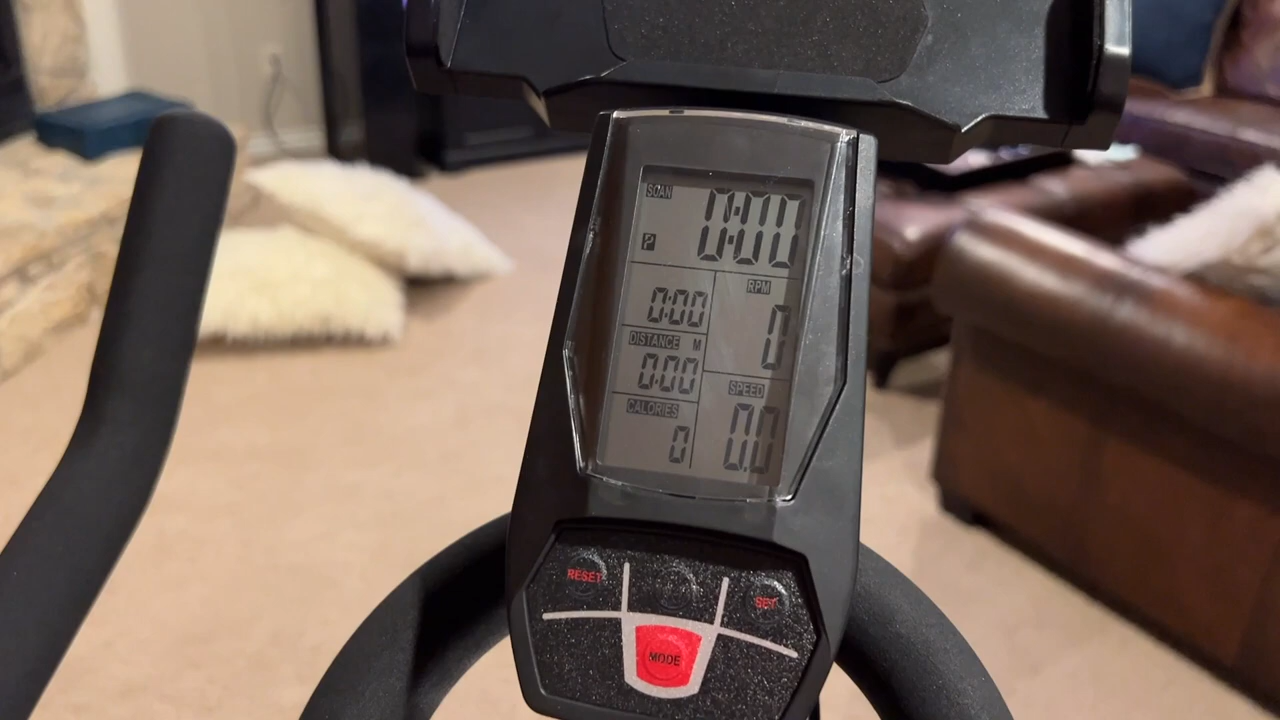 SCAN
0:00
P
RPM
0:00
0
DISTANCE M
0:00
SPEED
CALORIES
0.0
0
RESET
SET
MODE